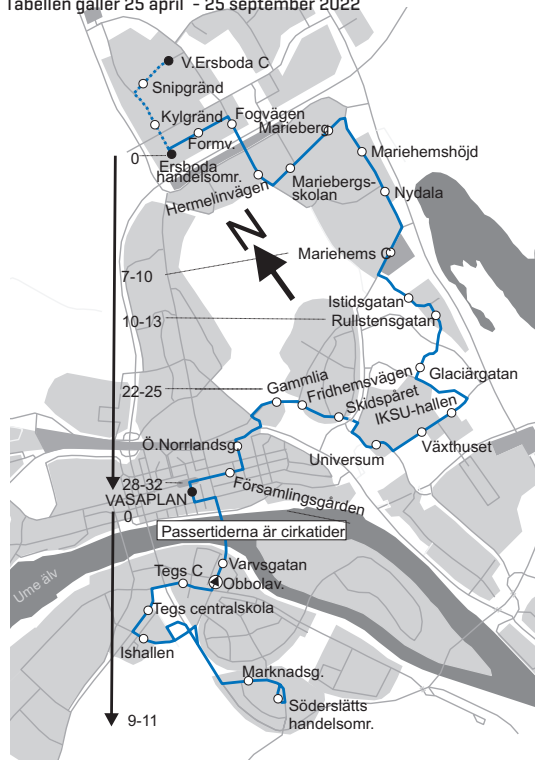 Tabellen gäller 25 april - 25 september 2022
V.Ersboda C
Snipgränd
Kylgränd
Fogvägen
Marieberg
Formv.
0
Ersboda
handelsomr.
Mariehemshöjd
Hermelinvägen
Mariebergs-
skolan
Nydala
N
Mariehems C
7-10
Istidsgatan
10-13
Rullstensgatan
Glaciärgatan
Gammlia
Fridhemsvägen
22-25
Skidspåret
IKSU-hallen
Ö.Norrlandsg.
Universum
Växthuset
28-32
VASAPLAN
Församlingsgården
0
Passertiderna är cirkatider
Varvsgatan
Tegs C
Obbolav.
Ume älv
Tegs centralskola
Ishallen
Marknadsg.
Söderslätts
handelsomr.
9-11